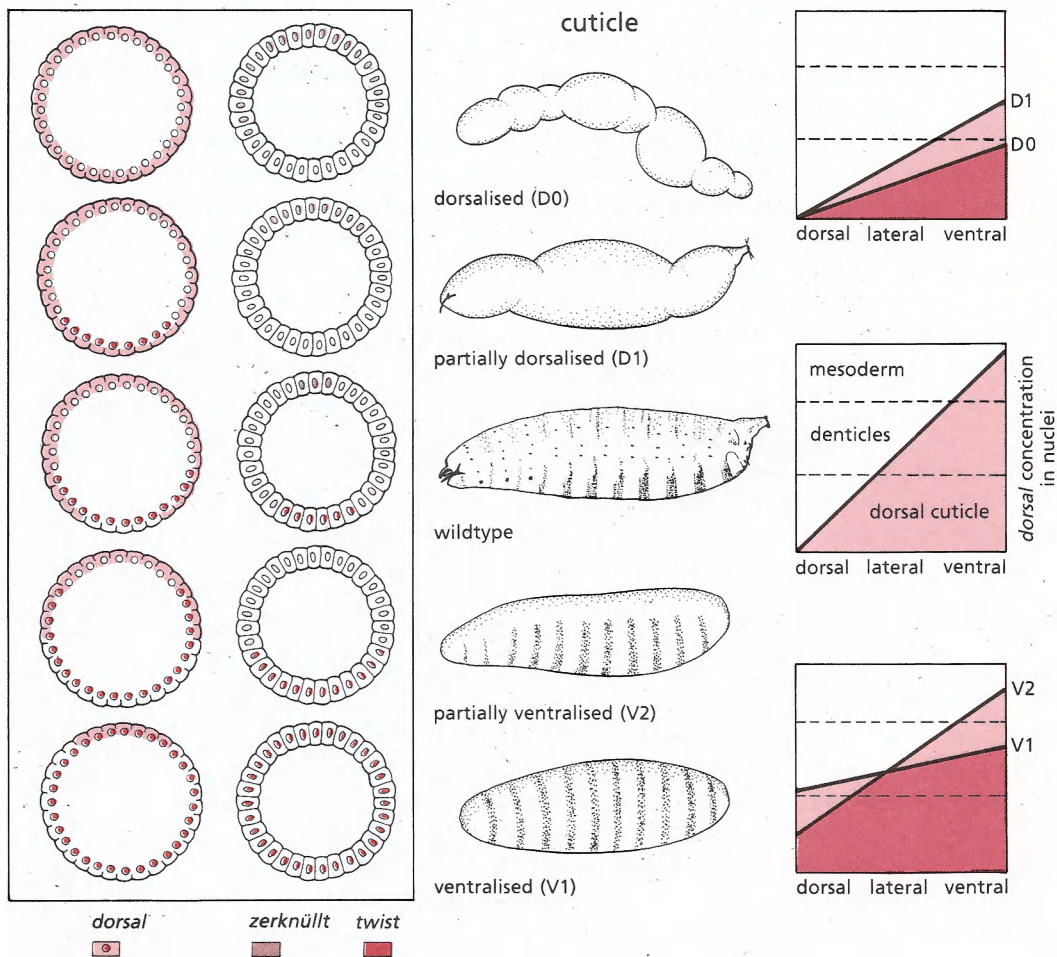 cuticle
dorsalised (D0)
partially dorsalised (D1)
wildtype
partially ventralised (V2)
ventralised (V1)
D1
D0
dorsal lateral ventral
mesoderm
denticles
dorsal cuticle
dorsal lateral ventral
dorsal concentration
in nuclei
V2
V1
dorsal lateral ventral
dorsal zerknüllt twist